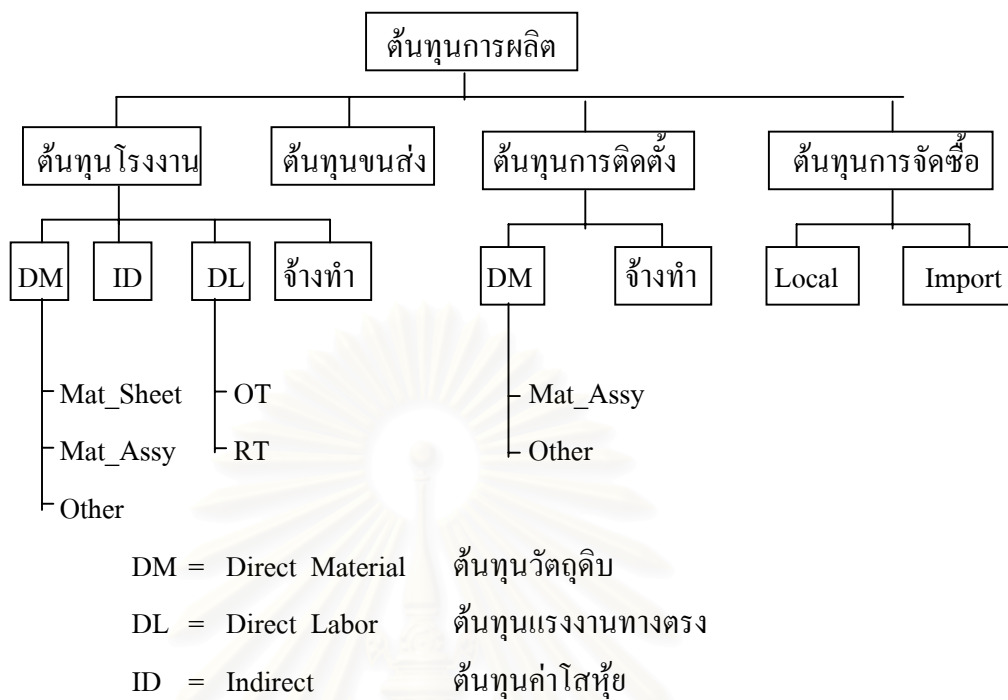 ต้นทุนการผลิต
ต้นทุนโรงงาน ต้นทุนขนส่ง ต้นทุนการติดตั้ง ต้นทุนการจัดซื้อ
DM ID DL จ้างทำ DM จ้างทำ Local Import
Mat_Sheet OT Mat_Assy
Mat_Assy RT Other
Other
DM = Direct Material ต้นทุนวัตถุดิบ
DL = Direct Labor ต้นทุนแรงงานทางตรง
ID = Indirect ต้นทุนค่าโสหุ้ย